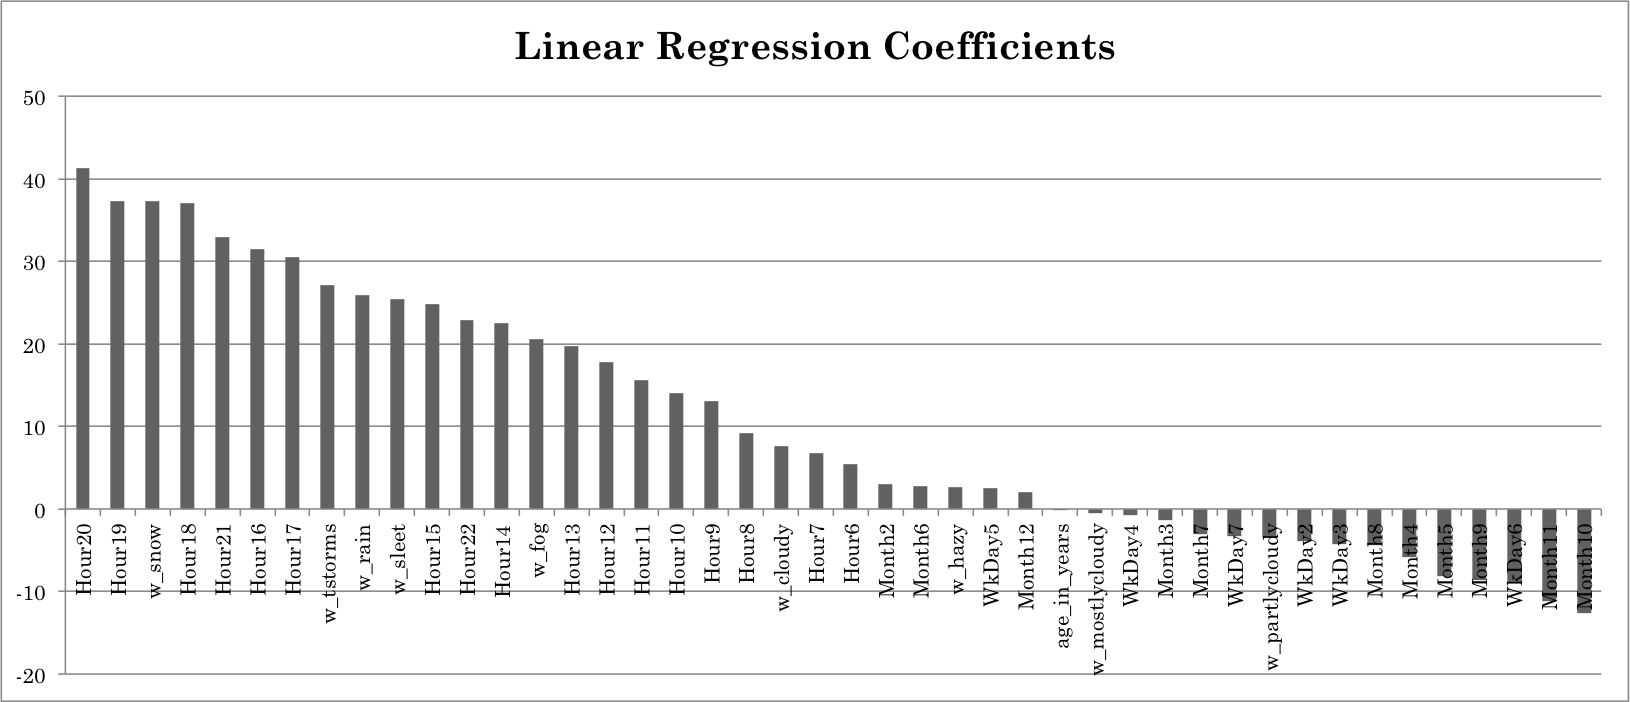 Linear Regression Coefficients
50
40
30
20
10
0
-10
-20
Hour20
Hour19
w_snow
Hour18
Hour21
Hour16
Hour17
w_tstorms
w_rain
w_sleet
Hour15
Hour22
Hour14
w_fog
Hour13
Hour12
Hour11
Hour10
Hour9
Hour8
w_cloudy
Hour7
Hour6
Month2
Month6
w_hazy
WkDay5
Month12
age_in_years
w_mostlycloudy
WkDay4
Month3
Month7
WkDay7
w_partlycloudy
WkDay2
WkDay3
Month8
Month4
Month5
Month9
WkDay6
Month11
Month10